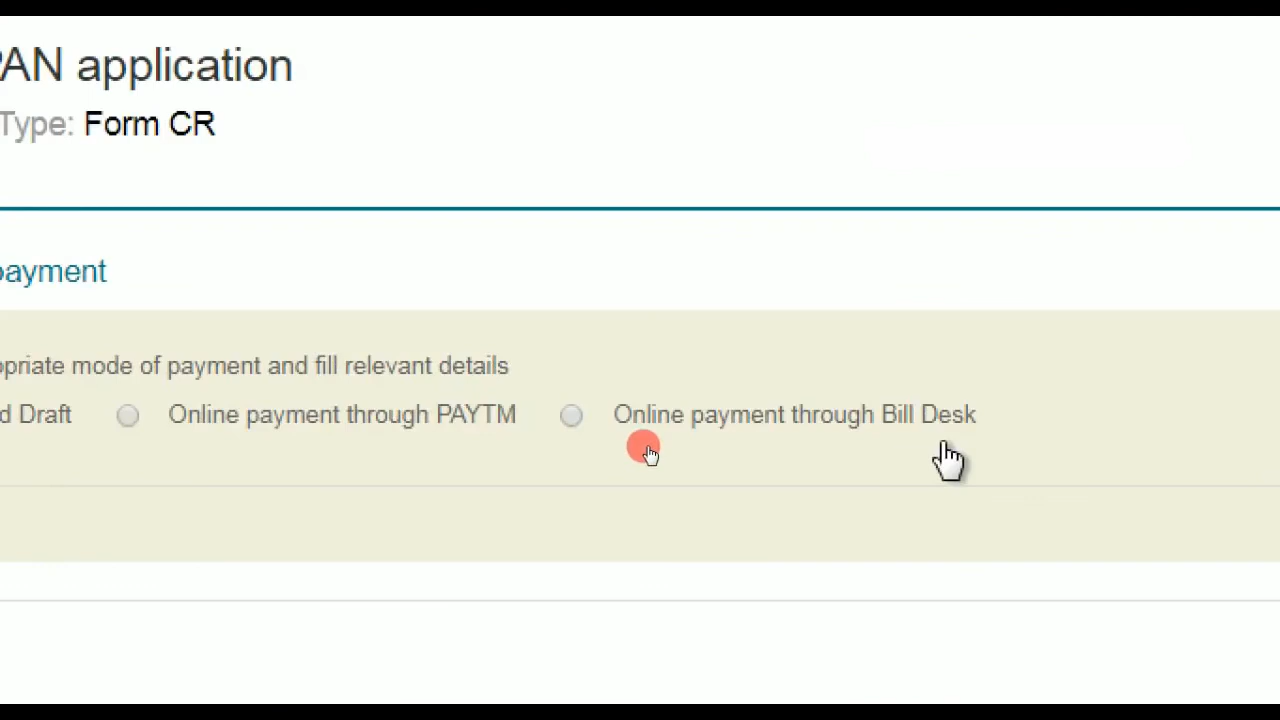 PAN application
Type: Form CR
payment
opriate mode of payment and fill relevant details
d Draft Online payment through PAYTM Online payment through Bill Desk